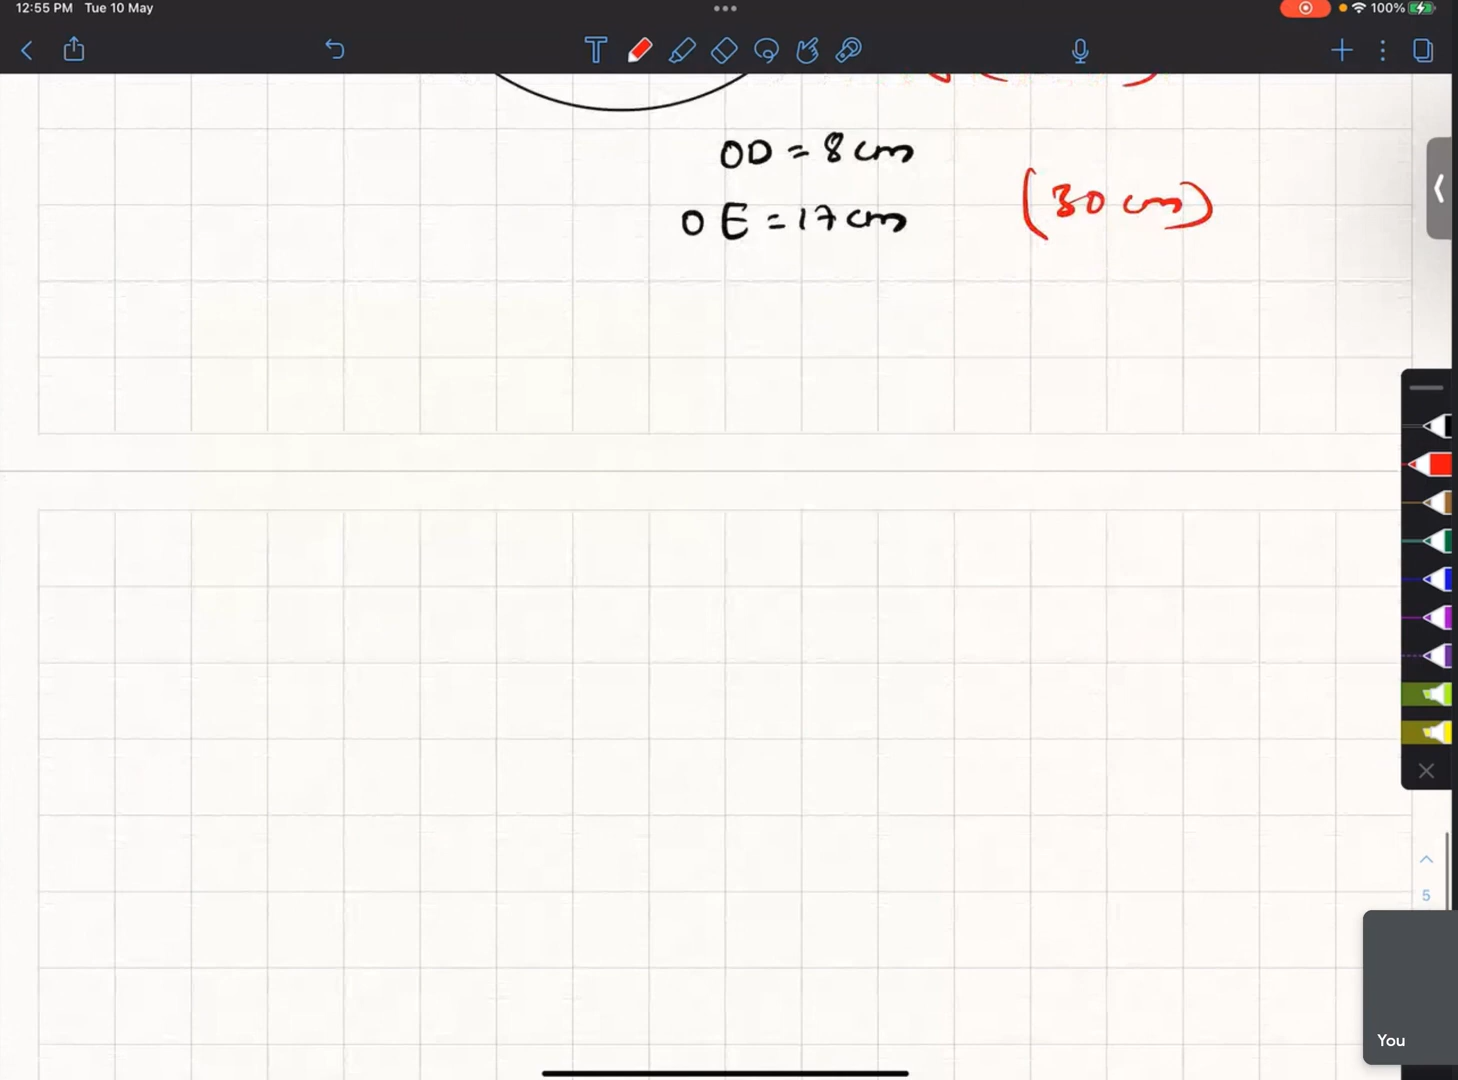 12:55 PM Tue 10 May
100%
OD = 8 cm
(30 cm)
OE = 17 cm
5
You